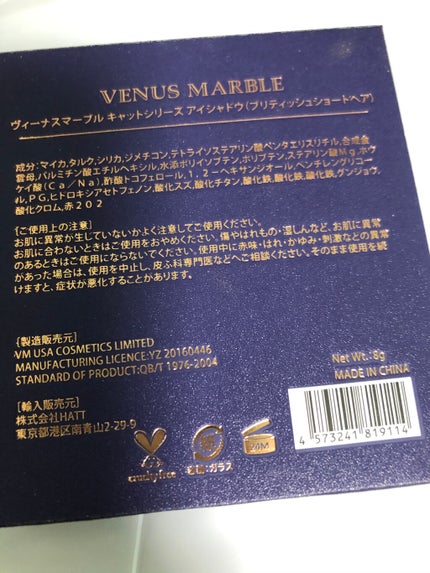 VENUS MARBLE
ヴィーナスマーブル キャットシリーズ アイシャドウ(ブリティッシュショートヘア)
成分:マイカ,タルク,シリカ,ジメチコン,テトライソステアリン酸ペンタエリスリチル,合成金
雲母,パルミチン酸エチルヘキシル,水添ポリイソブテン,ポリブテン,ステアリン酸Mg,ホウ
ケイ酸(Ca/Na),酢酸トコフェロール,1.2-ヘキサンジオール,ペンチレングリコー
ル,PG,ヒドロキシアセトフェノン,酸化スズ,酸化チタン,酸化鉄,酸化鉄,酸化鉄,グンジョウ,
酸化クロム,赤202
[ご使用上の注意]
お肌に異常が生じていないかよく注意してご使用ください。
お肌に合わないときはご使用をおやめください。傷やはれもの・湿しんなど、お肌に異常
のあるときはご使用にならないてください。使用中に赤味・はれ・かゆみ・刺激などの異常
があった場合は、使用を中止し、皮ふ科専門医などへご相談ください。そのまま使用を続
けますと、症状が悪化することがあります。
[製造販売元]
VM USA COSMETICS LIMITED
MANUFACTURING LICENCE:YZ 20160446
STANDARD OF PRODUCT:QB/T 1976-2004
Net Wt.:8g
MADE IN CHINA
[輸入販売元]
株式会社HATT
東京都港区南青山2-29-9
cruelty free
容器:ガラス
24M
4 573241 819114